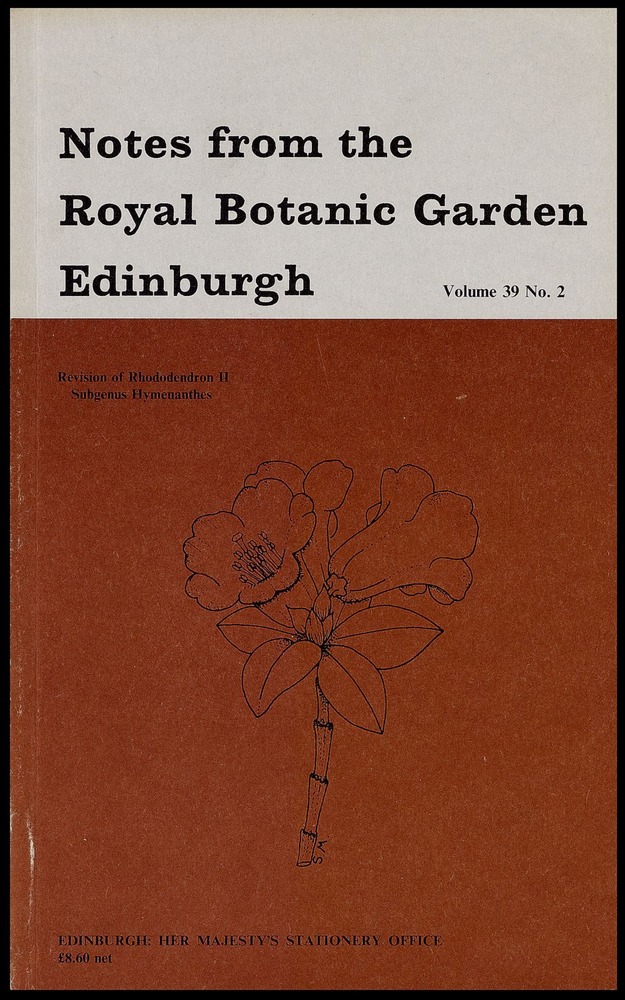 Notes from the
Royal Botanic Garden
Edinburgh
Volume 39 No. 2
Revision of Rhododendron II
Subgenus Hymenanthes
SM
EDINBURGH: HER MAJESTY'S STATIONERY OFFICE
£8.60 net